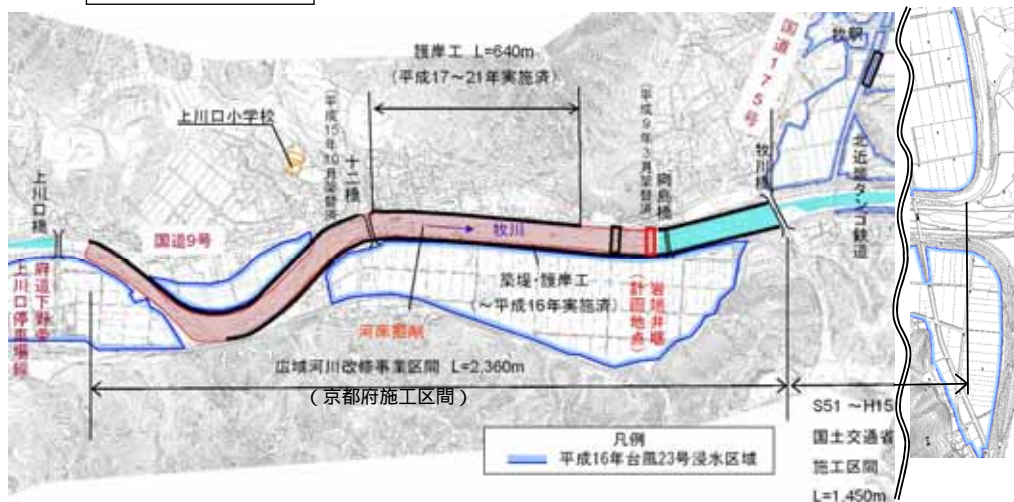 護岸工 L=640m
(平成17～21年実施済)
国道175号
牧駅
上川口小学校
(平成15年10月架替済)
十二橋
(平成9年3月架替済)
岡島橋
牧川橋
北近畿タンゴ鉄道
上川口橋
国道9号
牧川
府道下野条
上川口停車場線
築堤・護岸工
(～平成16年実施済)
河床掘削
岩堰井堰
(計画地点)
広域河川改修事業区間 L=2,360m
(京都府施工区間)
S51 ～H15
国土交通省
施工区間
L=1,450m
凡例
平成16年台風23号浸水区域